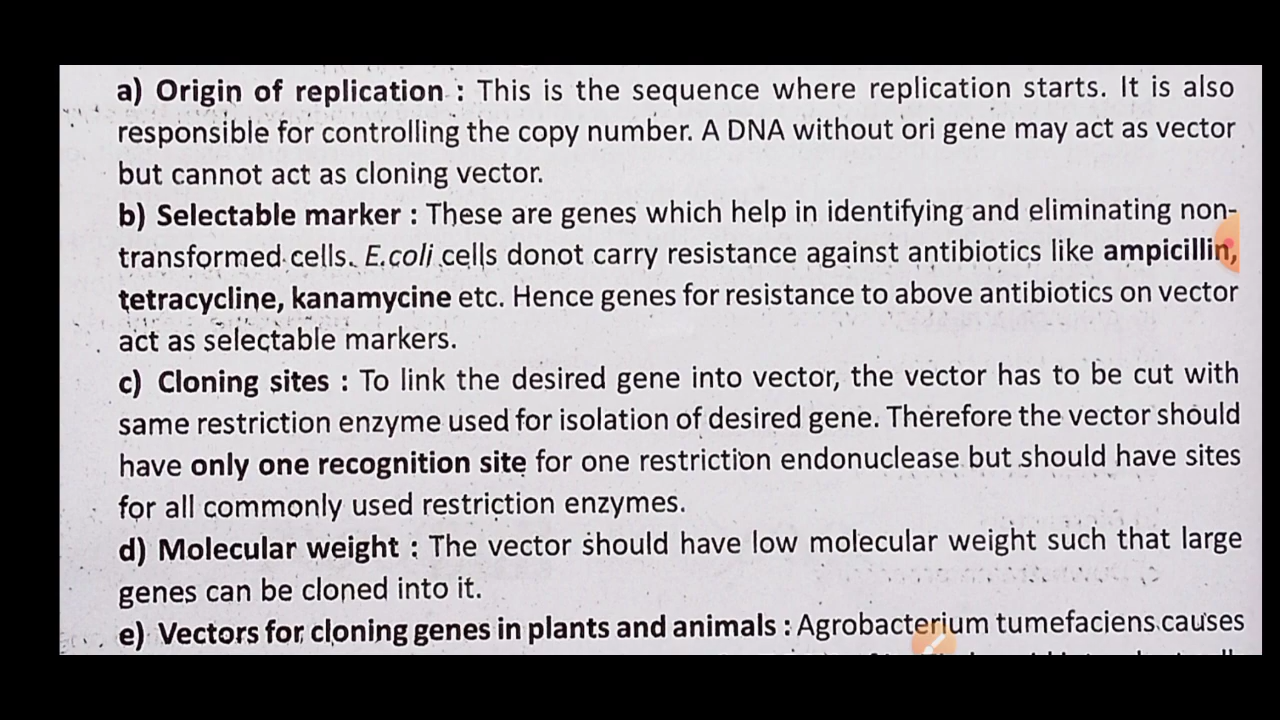 a) Origin of replication : This is the sequence where replication starts. It is also
responsible for controlling the copy number. A DNA without ori gene may act as vector
but cannot act as cloning vector.
b) Selectable marker : These are genes which help in identifying and eliminating non-
transformed cells. E.coli cells donot carry resistance against antibiotics like ampicillin,
tetracycline, kanamycine etc. Hence genes for resistance to above antibiotics on vector
act as selectable markers.
c) Cloning sites : To link the desired gene into vector, the vector has to be cut with
same restriction enzyme used for isolation of desired gene. Therefore the vector should
have only one recognition site for one restriction endonuclease but should have sites
for all commonly used restriction enzymes.
d) Molecular weight : The vector should have low molecular weight such that large
genes can be cloned into it.
e) Vectors for cloning genes in plants and animals : Agrobacterium tumefaciens causes